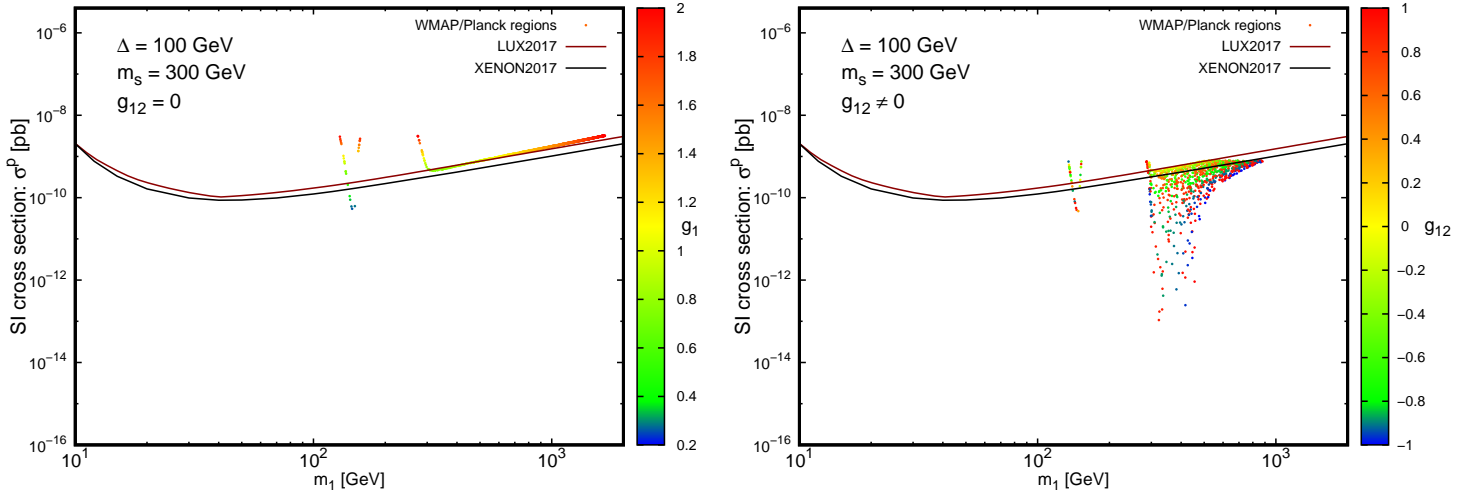 WMAP/Planck regions
LUX2017
XENON2017
Δ = 100 GeV
m_s = 300 GeV
g_12 = 0
SI cross section: σ^p [pb]
10^−6
10^−8
10^−10
10^−12
10^−14
10^−16
10^1
10^2
10^3
m_1 [GeV]
2
1.8
1.6
1.4
1.2
1
0.8
0.6
0.4
0.2
g_1
WMAP/Planck regions
LUX2017
XENON2017
Δ = 100 GeV
m_s = 300 GeV
g_12 ≠ 0
SI cross section: σ^p [pb]
10^−6
10^−8
10^−10
10^−12
10^−14
10^−16
10^1
10^2
10^3
m_1 [GeV]
1
0.8
0.6
0.4
0.2
0
−0.2
−0.4
−0.6
−0.8
−1
g_12